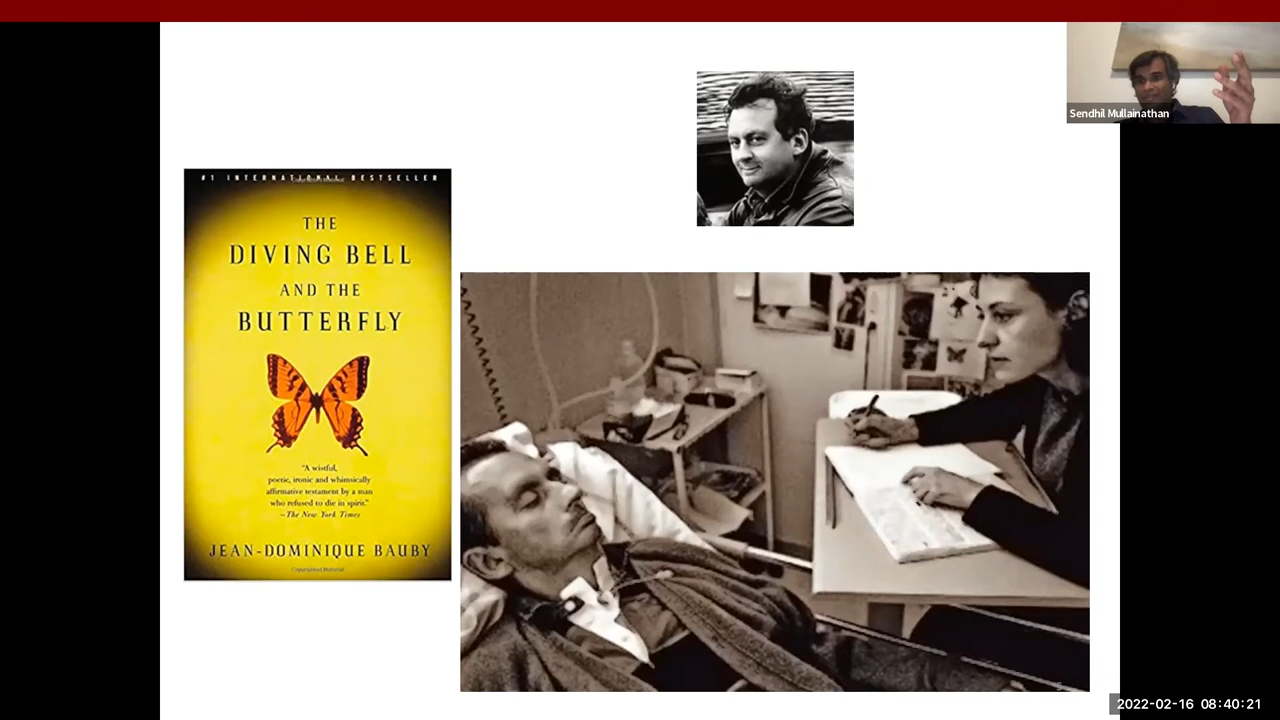 Sendhil Mullainathan
#1 INTERNATIONAL BESTSELLER
THE
DIVING BELL
AND THE
BUTTERFLY
"A wistful,
poetic, ironic and whimsically
affirmative testament by a man
who refused to die in spirit."
—The New York Times
JEAN-DOMINIQUE BAUBY
Copyrighted Material
2022-02-16 08:40:21